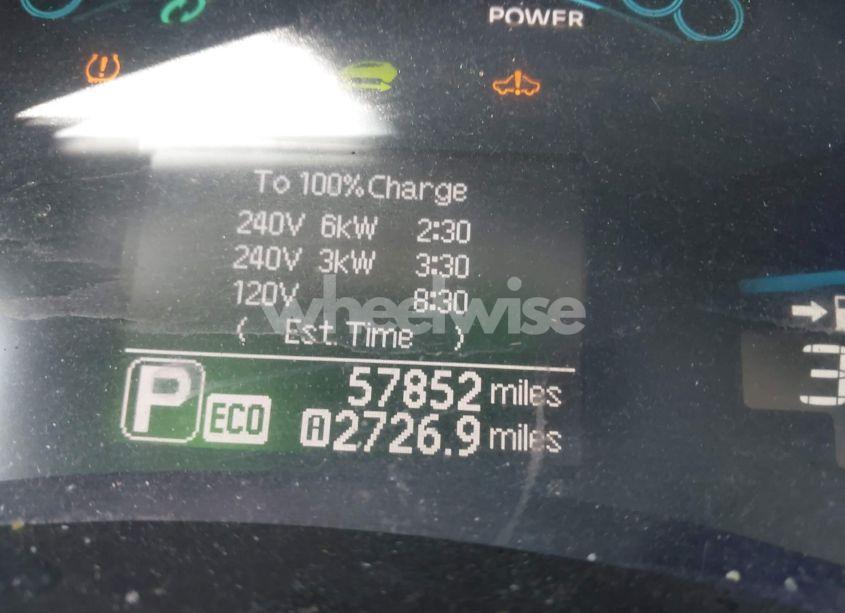 POWER
To 100% Charge
240V 6kW 2:30
240V 3kW 3:30
120V 8:30
( Est. Time )
wheelwise
57852 miles
P ECO A 2726.9 miles